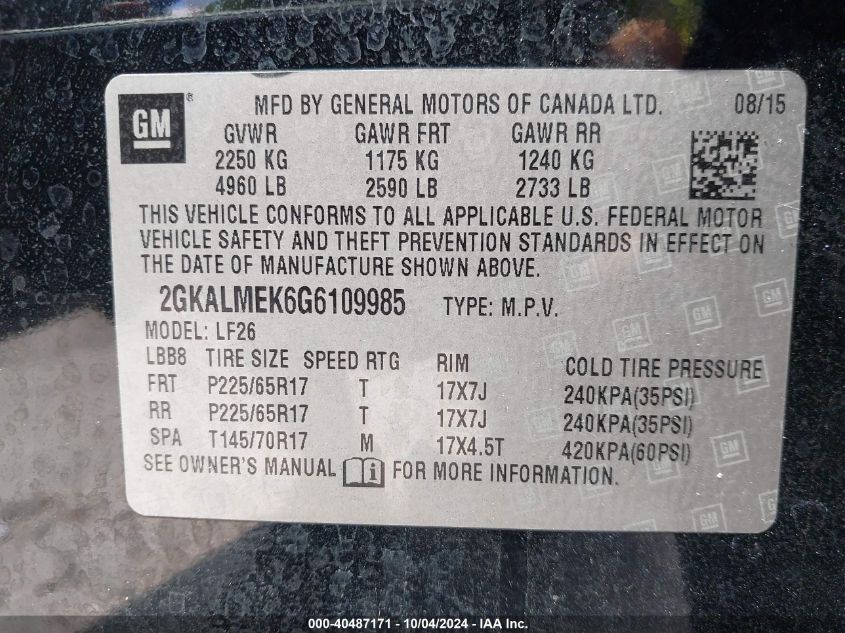 GM ® MFD BY GENERAL MOTORS OF CANADA LTD. 08/15
GVWR GAWR FRT GAWR RR
2250 KG 1175 KG 1240 KG
4960 LB 2590 LB 2733 LB
THIS VEHICLE CONFORMS TO ALL APPLICABLE U.S. FEDERAL MOTOR
VEHICLE SAFETY AND THEFT PREVENTION STANDARDS IN EFFECT ON
THE DATE OF MANUFACTURE SHOWN ABOVE.
2GKALMEK6G6109985 TYPE: M.P.V.
MODEL: LF26
LBB8 TIRE SIZE SPEED RTG RIM COLD TIRE PRESSURE
FRT P225/65R17 T 17X7J 240KPA(35PSI)
RR P225/65R17 T 17X7J 240KPA(35PSI)
SPA T145/70R17 M 17X4.5T 420KPA(60PSI)
SEE OWNER'S MANUAL FOR MORE INFORMATION.
000-40487171 - 10/04/2024 - IAA Inc.